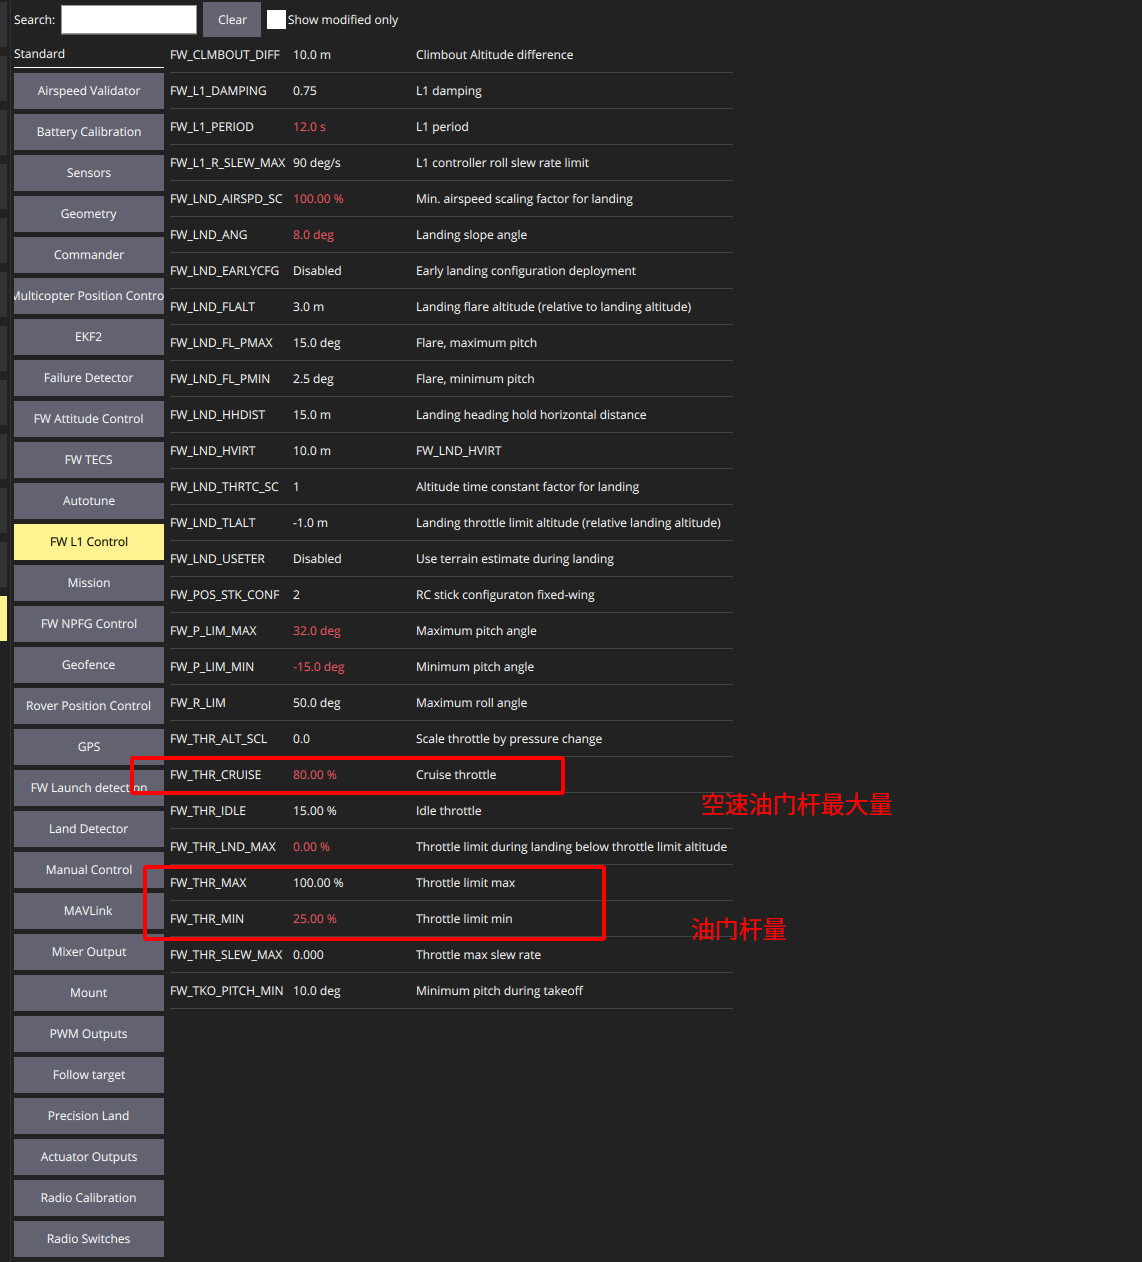 Search:
Clear
Show modified only
Standard
Airspeed Validator
Battery Calibration
Sensors
Geometry
Commander
Multicopter Position Contro
EKF2
Failure Detector
FW Attitude Control
FW TECS
Autotune
FW L1 Control
Mission
FW NPFG Control
Geofence
Rover Position Control
GPS
FW Launch detection
Land Detector
Manual Control
MAVLink
Mixer Output
Mount
PWM Outputs
Follow target
Precision Land
Actuator Outputs
Radio Calibration
Radio Switches
FW_CLMBOUT_DIFF 10.0 m Climbout Altitude difference
FW_L1_DAMPING 0.75 L1 damping
FW_L1_PERIOD 12.0 s L1 period
FW_L1_R_SLEW_MAX 90 deg/s L1 controller roll slew rate limit
FW_LND_AIRSPD_SC 100.00 % Min. airspeed scaling factor for landing
FW_LND_ANG 8.0 deg Landing slope angle
FW_LND_EARLYCFG Disabled Early landing configuration deployment
FW_LND_FLALT 3.0 m Landing flare altitude (relative to landing altitude)
FW_LND_FL_PMAX 15.0 deg Flare, maximum pitch
FW_LND_FL_PMIN 2.5 deg Flare, minimum pitch
FW_LND_HHDIST 15.0 m Landing heading hold horizontal distance
FW_LND_HVIRT 10.0 m FW_LND_HVIRT
FW_LND_THRTC_SC 1 Altitude time constant factor for landing
FW_LND_TLALT -1.0 m Landing throttle limit altitude (relative landing altitude)
FW_LND_USETER Disabled Use terrain estimate during landing
FW_POS_STK_CONF 2 RC stick configuraton fixed-wing
FW_P_LIM_MAX 32.0 deg Maximum pitch angle
FW_P_LIM_MIN -15.0 deg Minimum pitch angle
FW_R_LIM 50.0 deg Maximum roll angle
FW_THR_ALT_SCL 0.0 Scale throttle by pressure change
FW_THR_CRUISE 80.00 % Cruise throttle
空速油门杆最大量
FW_THR_IDLE 15.00 % Idle throttle
FW_THR_LND_MAX 0.00 % Throttle limit during landing below throttle limit altitude
FW_THR_MAX 100.00 % Throttle limit max
FW_THR_MIN 25.00 % Throttle limit min
油门杆量
FW_THR_SLEW_MAX 0.000 Throttle max slew rate
FW_TKO_PITCH_MIN 10.0 deg Minimum pitch during takeoff